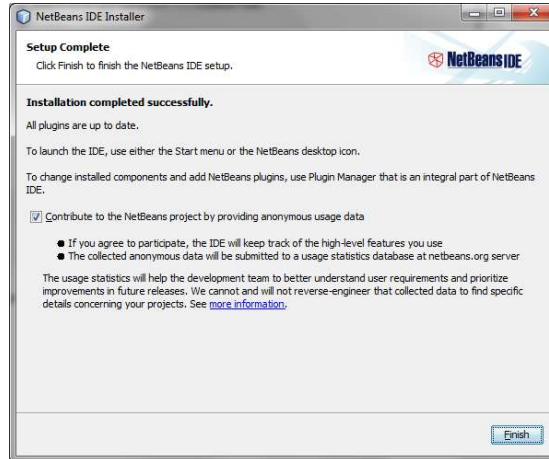 NetBeans IDE Installer
Setup Complete
Click Finish to finish the NetBeans IDE setup.
NetBeans IDE
Installation completed successfully.
All plugins are up to date.
To launch the IDE, use either the Start menu or the NetBeans desktop icon.
To change installed components and add NetBeans plugins, use Plugin Manager that is an integral part of NetBeans
IDE.
Contribute to the NetBeans project by providing anonymous usage data
If you agree to participate, the IDE will keep track of the high-level features you use
The collected anonymous data will be submitted to a usage statistics database at netbeans.org server
The usage statistics will help the development team to better understand user requirements and prioritize
improvements in future releases. We cannot and will not reverse-engineer that collected data to find specific
details concerning your projects. See more information.
Finish